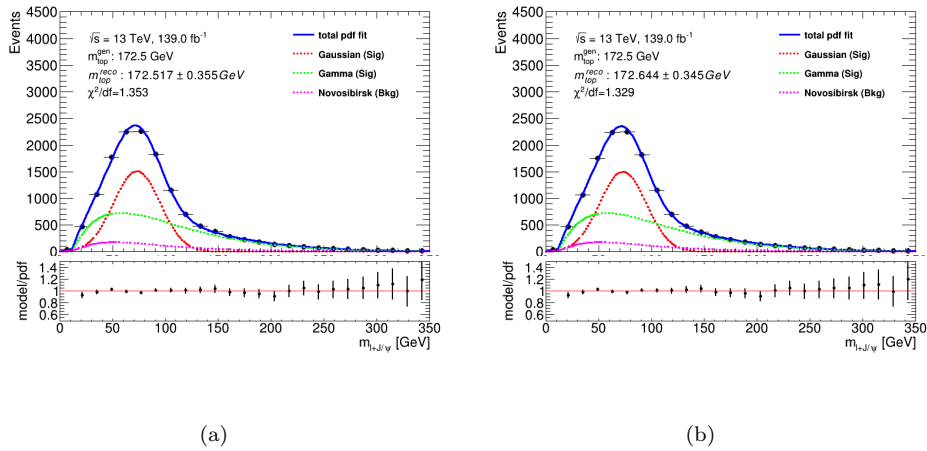 Events
4500
4000
3500
3000
2500
2000
1500
1000
500
0
√s = 13 TeV, 139.0 fb⁻¹
m_top^gen : 172.5 GeV
m_top^reco : 172.517 ± 0.355GeV
χ²/df=1.353
total pdf fit
Gaussian (Sig)
Gamma (Sig)
Novosibirsk (Bkg)
model/pdf
1.4
1.2
1
0.8
0.6
0 50 100 150 200 250 300 350
m_l+J/ψ [GeV]
(a)
Events
4500
4000
3500
3000
2500
2000
1500
1000
500
0
√s = 13 TeV, 139.0 fb⁻¹
m_top^gen : 172.5 GeV
m_top^reco : 172.644 ± 0.345GeV
χ²/df=1.329
total pdf fit
Gaussian (Sig)
Gamma (Sig)
Novosibirsk (Bkg)
model/pdf
1.4
1.2
1
0.8
0.6
0 50 100 150 200 250 300 350
m_l+J/ψ [GeV]
(b)